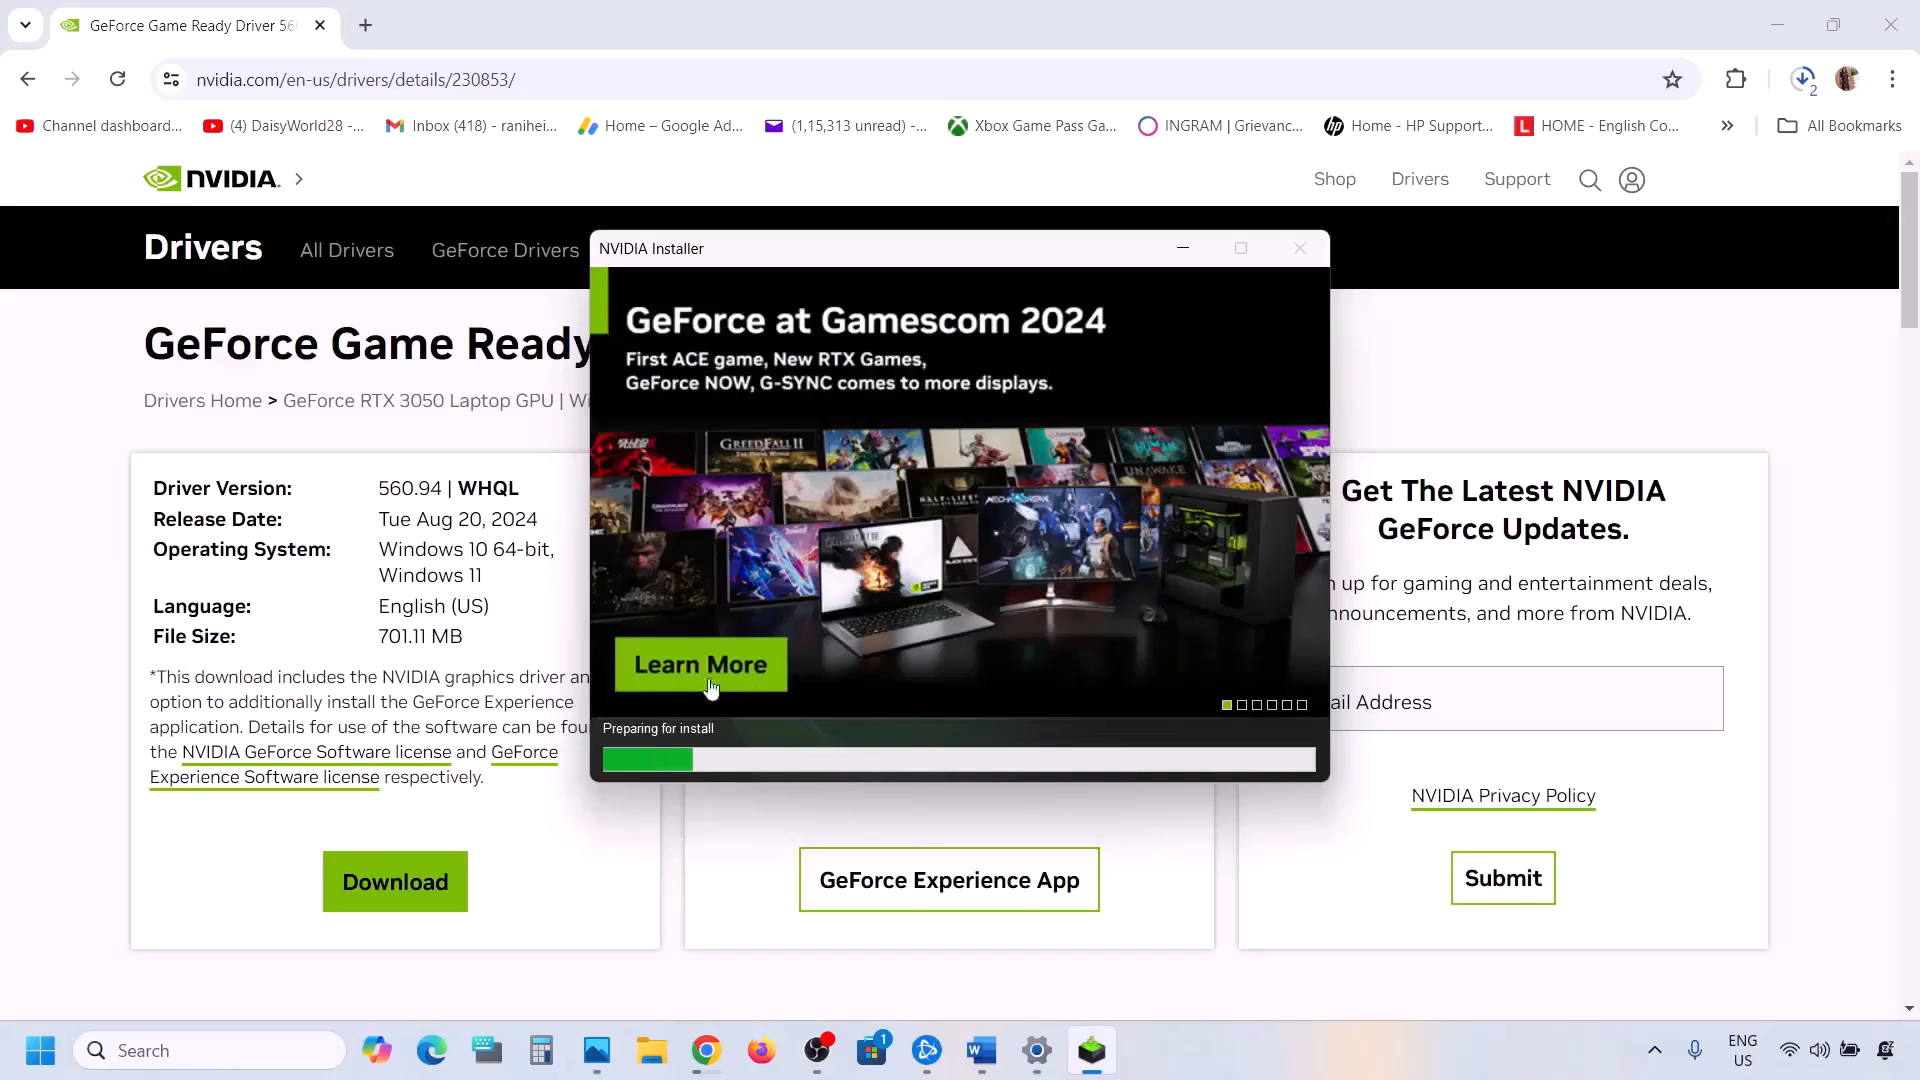 GeForce Game Ready Driver 56
nvidia.com/en-us/drivers/details/230853/
2
Channel dashboard...
(4) DaisyWorld28 -...
Inbox (418) - ranihei...
Home – Google Ad...
(1,15,313 unread) -...
Xbox Game Pass Ga...
INGRAM | Grievanc...
Home - HP Support...
HOME - English Co...
All Bookmarks
NVIDIA.
Shop
Drivers
Support
Drivers
All Drivers
GeForce Drivers
NVIDIA Installer
GeForce at Gamescom 2024
First ACE game, New RTX Games,
GeForce NOW, G-SYNC comes to more displays.
GREEDFALL II
Learn More
Preparing for install
GeForce Game Ready
Drivers Home > GeForce RTX 3050 Laptop GPU | Wi
Driver Version: 560.94 | WHQL
Release Date: Tue Aug 20, 2024
Operating System: Windows 10 64-bit,
Windows 11
Language: English (US)
File Size: 701.11 MB
*This download includes the NVIDIA graphics driver an
option to additionally install the GeForce Experience
application. Details for use of the software can be fou
the NVIDIA GeForce Software license and GeForce
Experience Software license respectively.
Download
GeForce Experience App
Get The Latest NVIDIA
GeForce Updates.
n up for gaming and entertainment deals,
nnouncements, and more from NVIDIA.
ail Address
NVIDIA Privacy Policy
Submit
Search
1
ENG
US